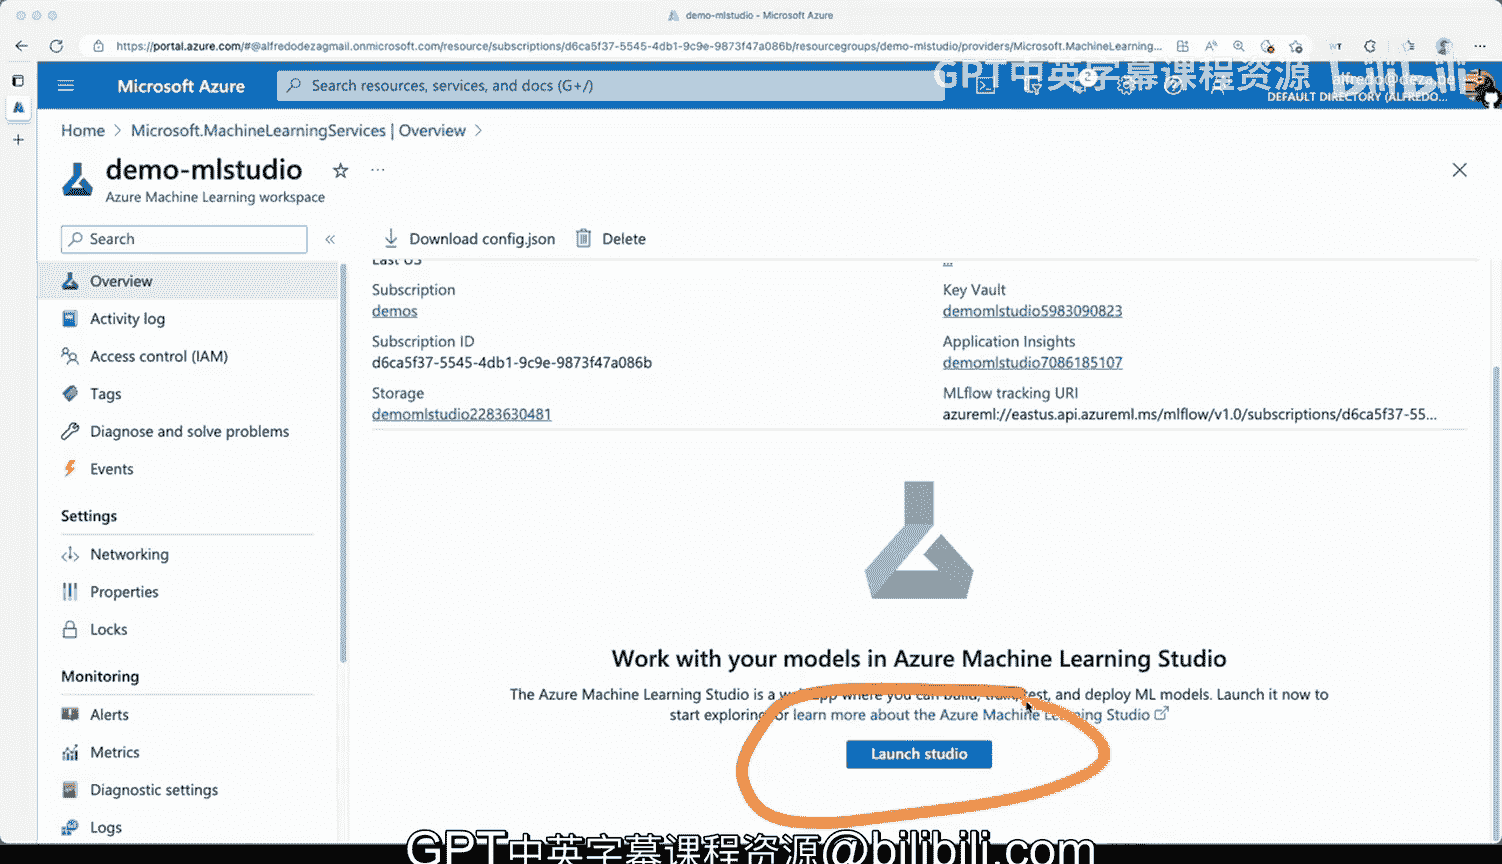 demo-mlstudio - Microsoft Azure
https://portal.azure.com/#@alfredodezagmail.onmicrosoft.com/resource/subscriptions/d6ca5f37-5545-4db1-9c9e-9873f47a086b/resourcegroups/demo-mlstudio/providers/Microsoft.MachineLearning...
Microsoft Azure
Search resources, services, and docs (G+/)
2
GPT中英字幕课程资源 bilibili
alfredo@deza.pe
DEFAULT DIRECTORY (ALFREDO...
Home > Microsoft.MachineLearningServices | Overview >
demo-mlstudio
Azure Machine Learning workspace
Search
«
Download config.json
Delete
Overview
Activity log
Access control (IAM)
Tags
Diagnose and solve problems
Events
Settings
Networking
Properties
Locks
Monitoring
Alerts
Metrics
Diagnostic settings
Logs
East US
...
Subscription
demos
Subscription ID
d6ca5f37-5545-4db1-9c9e-9873f47a086b
Storage
demomlstudio2283630481
Key Vault
demomlstudio5983090823
Application Insights
demomlstudio7086185107
MLflow tracking URI
azureml://eastus.api.azureml.ms/mlflow/v1.0/subscriptions/d6ca5f37-55...
Work with your models in Azure Machine Learning Studio
The Azure Machine Learning Studio is a web app where you can build, train, test, and deploy ML models. Launch it now to
start exploring, or learn more about the Azure Machine Learning Studio
Launch studio
GPT中英字幕课程资源@bilibili.com